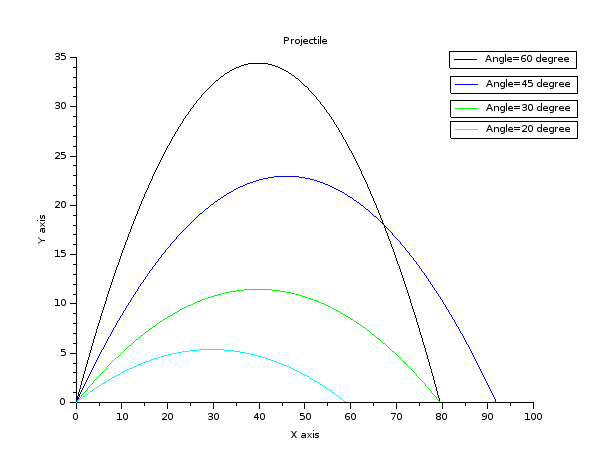 Projectile
Angle=60 degree
Angle=45 degree
Angle=30 degree
Angle=20 degree
35
30
25
20
15
10
5
0
Y axis
0 10 20 30 40 50 60 70 80 90 100
X axis